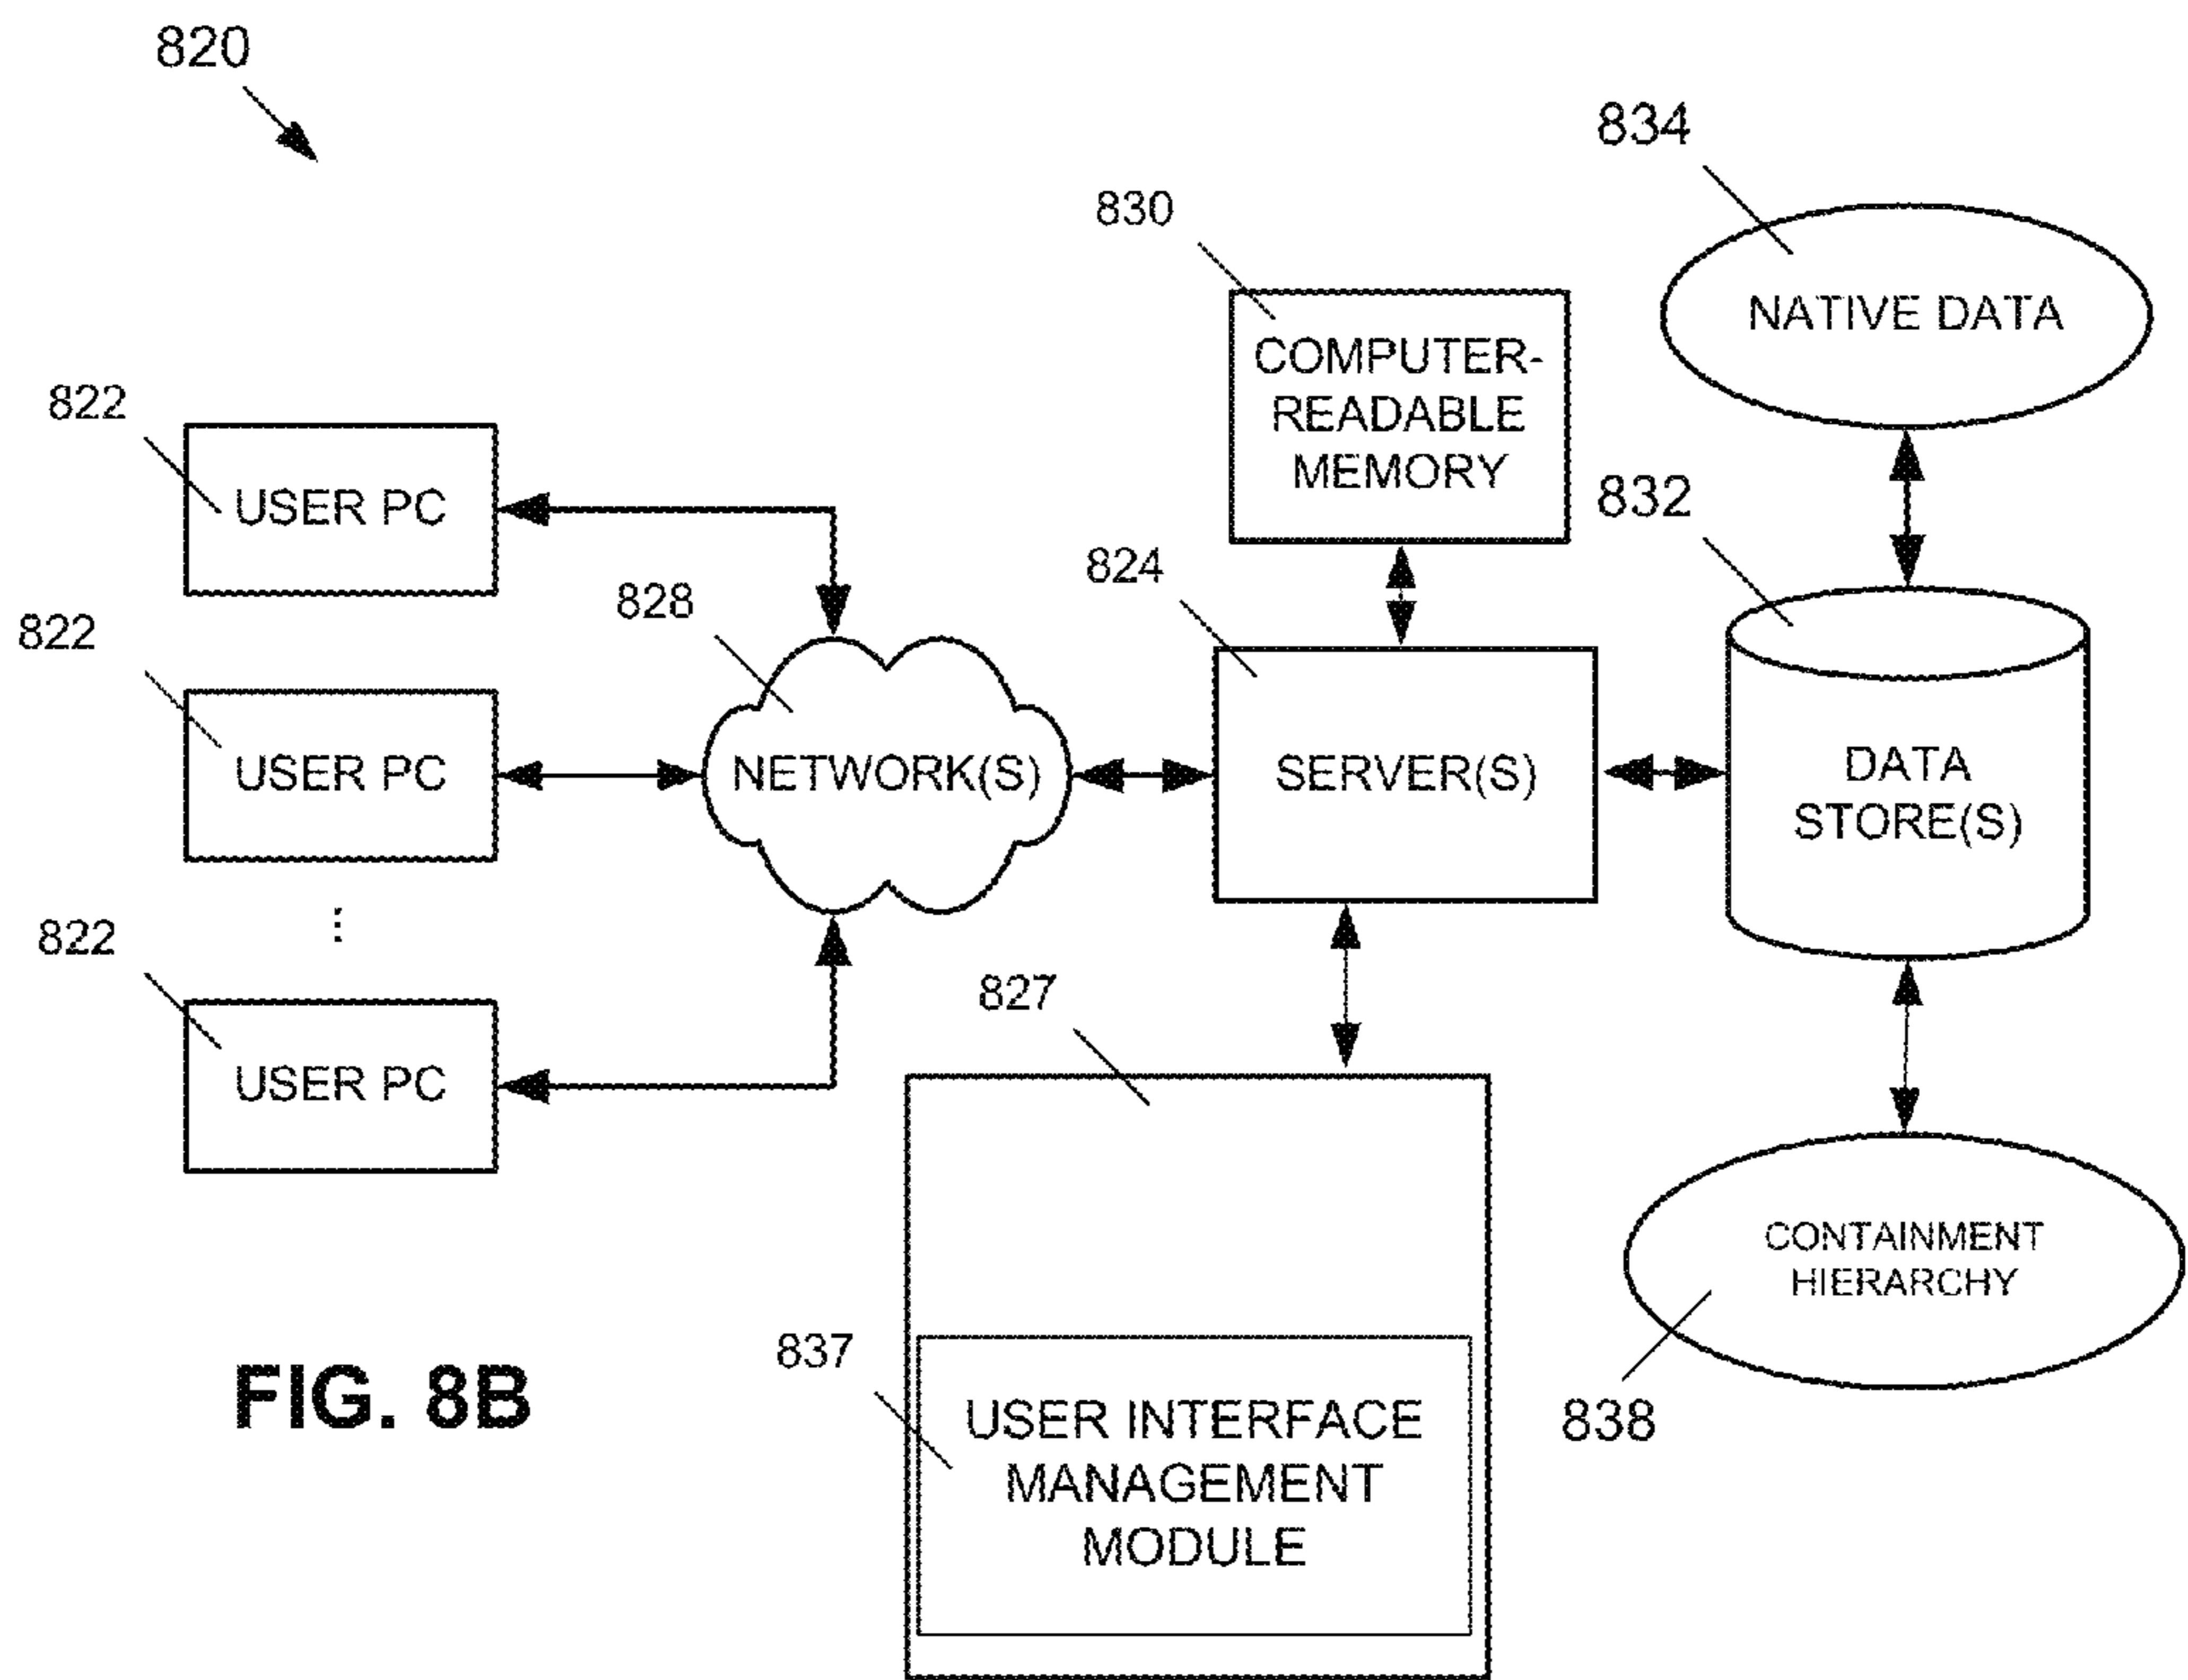 820
834
830
NATIVE DATA
COMPUTER-
READABLE
MEMORY
822
USER PC
832
824
828
822
USER PC
NETWORK(S)
SERVER(S)
DATA
STORE(S)
822
...
827
USER PC
CONTAINMENT
HIERARCHY
837
838
FIG. 8B
USER INTERFACE
MANAGEMENT
MODULE